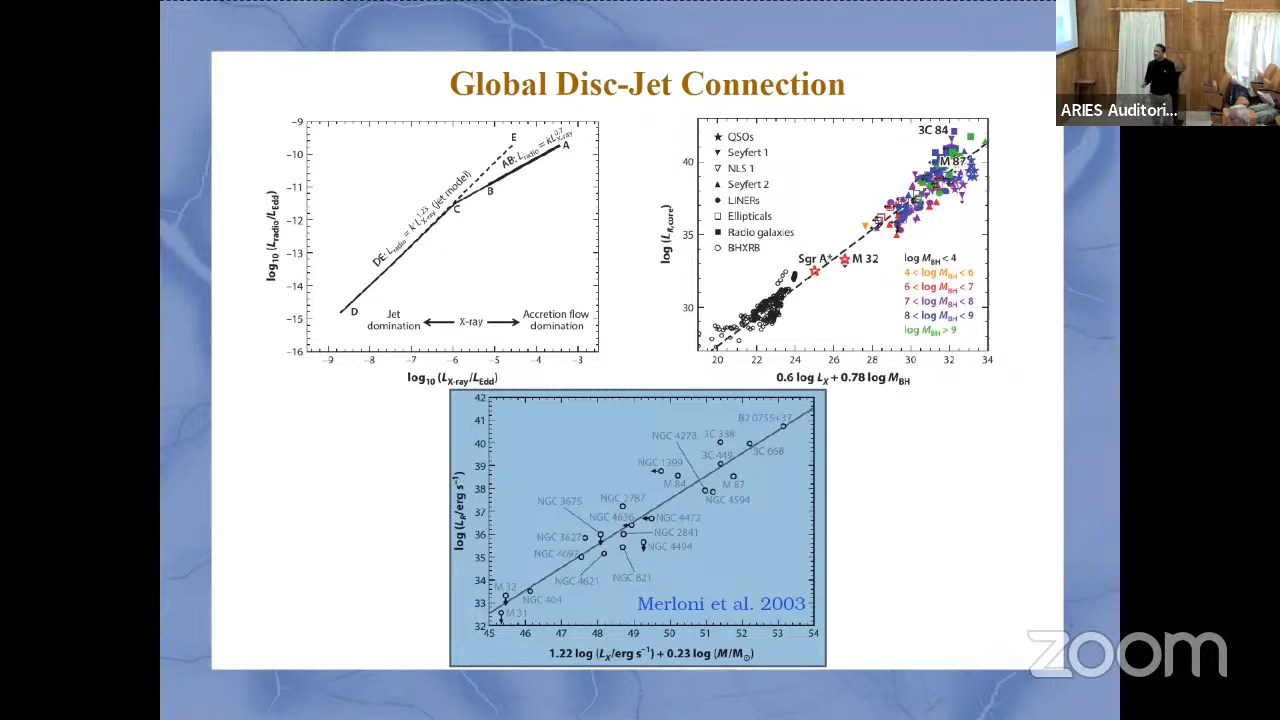 Global Disc-Jet Connection
ARIES Auditori...
log10 (Lradio/LEdd)
−9
−10
−11
−12
−13
−14
−15
−16
E
A
AB: Lradio = kL0.7X-ray
B
C
DE: Lradio = kL1.23X-ray (jet model)
D
Jet domination
X-ray
Accretion flow domination
−9 −8 −7 −6 −5 −4 −3
log10 (LX-ray/LEdd)
log (LR,core)
40
35
30
QSOs
Seyfert 1
NLS 1
Seyfert 2
LINERs
Ellipticals
Radio galaxies
BHXRB
3C 84
M 87
Sgr A*
M 32
log MBH < 4
4 < log MBH < 6
6 < log MBH < 7
7 < log MBH < 8
8 < log MBH < 9
log MBH > 9
20 22 24 26 28 30 32 34
0.6 log LX + 0.78 log MBH
log (LR/erg s−1)
42
41
40
39
38
37
36
35
34
33
32
B2 0755+37
NGC 4278
3C 338
3C 449
3C 66B
NGC 1399
M 84
M 87
NGC 4594
NGC 3675
NGC 2787
NGC 4636
NGC 4472
NGC 3627
NGC 2841
NGC 4697
NGC 4494
NGC 4621
NGC 821
M 32
NGC 404
M 31
Merloni et al. 2003
45 46 47 48 49 50 51 52 53 54
1.22 log (LX/erg s−1) + 0.23 log (M/M⊙)
zoom